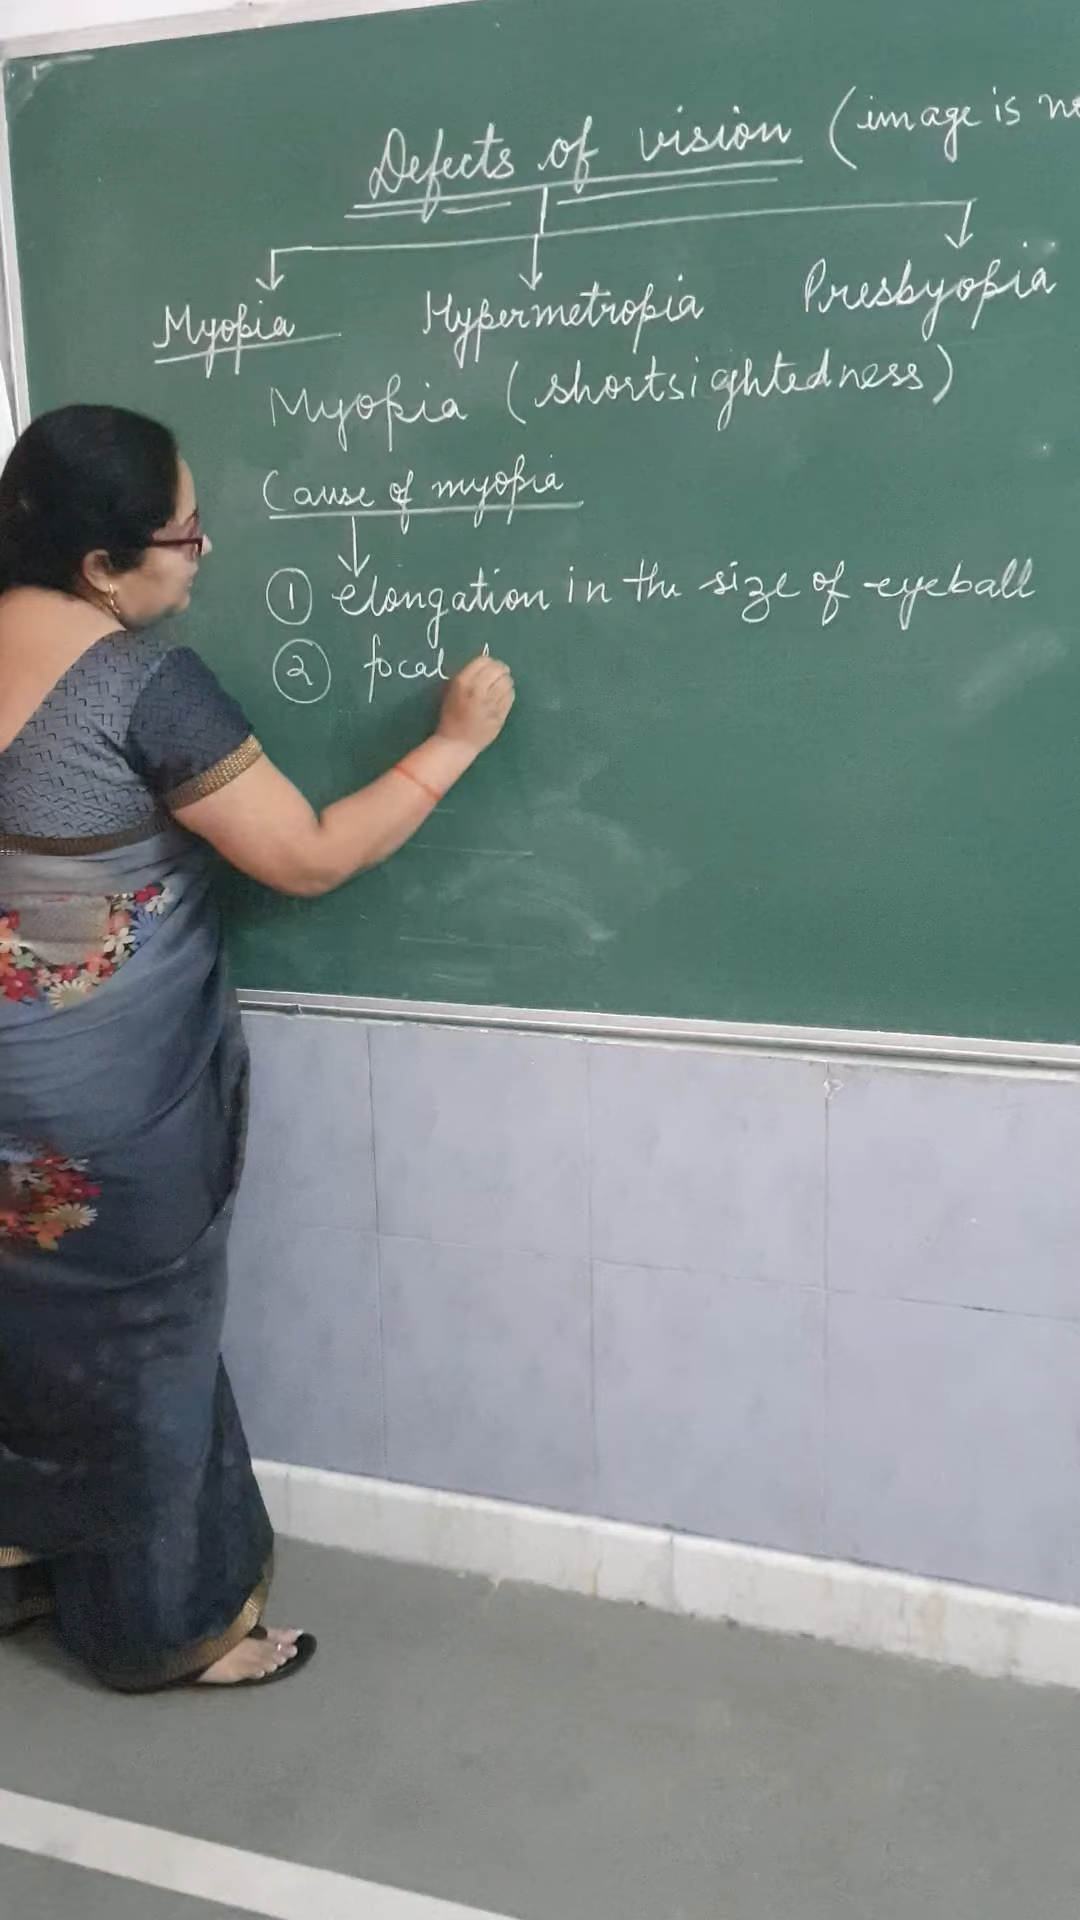 Defects of vision (image is
Myopia Hypermetropia Presbyopia
Myopia (shortsightedness)
Cause of myopia
① elongation in the size of eyeball
② focal